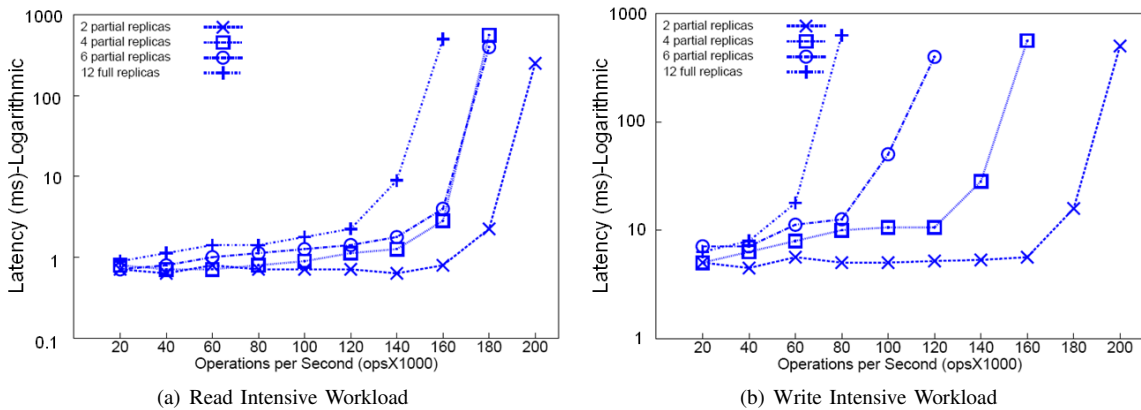 1000
100
10
1
0.1
Latency (ms)-Logarithmic
2 partial replicas
4 partial replicas
6 partial replicas
12 full replicas
20 40 60 80 100 120 140 160 180 200
Operations per Second (opsX1000)
(a) Read Intensive Workload
1000
100
10
1
Latency (ms)-Logarithmic
2 partial replicas
4 partial replicas
6 partial replicas
12 full replicas
20 40 60 80 100 120 140 160 180 200
Operations per Second (opsX1000)
(b) Write Intensive Workload